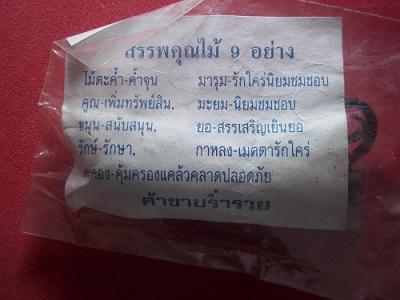 สรรพคุณไม้ 9 อย่าง
ไม้ตะค้ำ-ค้ำจุน มารุม-รักใคร่นิยมชมชอบ
คูณ-เพิ่มทรัพย์สิน, มะยม-นิยมชมชอบ
ขนุน-สนับสนุน, ยอ-สรรเสริญเยินยอ
รักษ์-รักษา, กาหลง-เมตตารักใคร่
-คุ้มครองแคล้วคลาดปลอดภัย
ค้าขายร่ำรวย